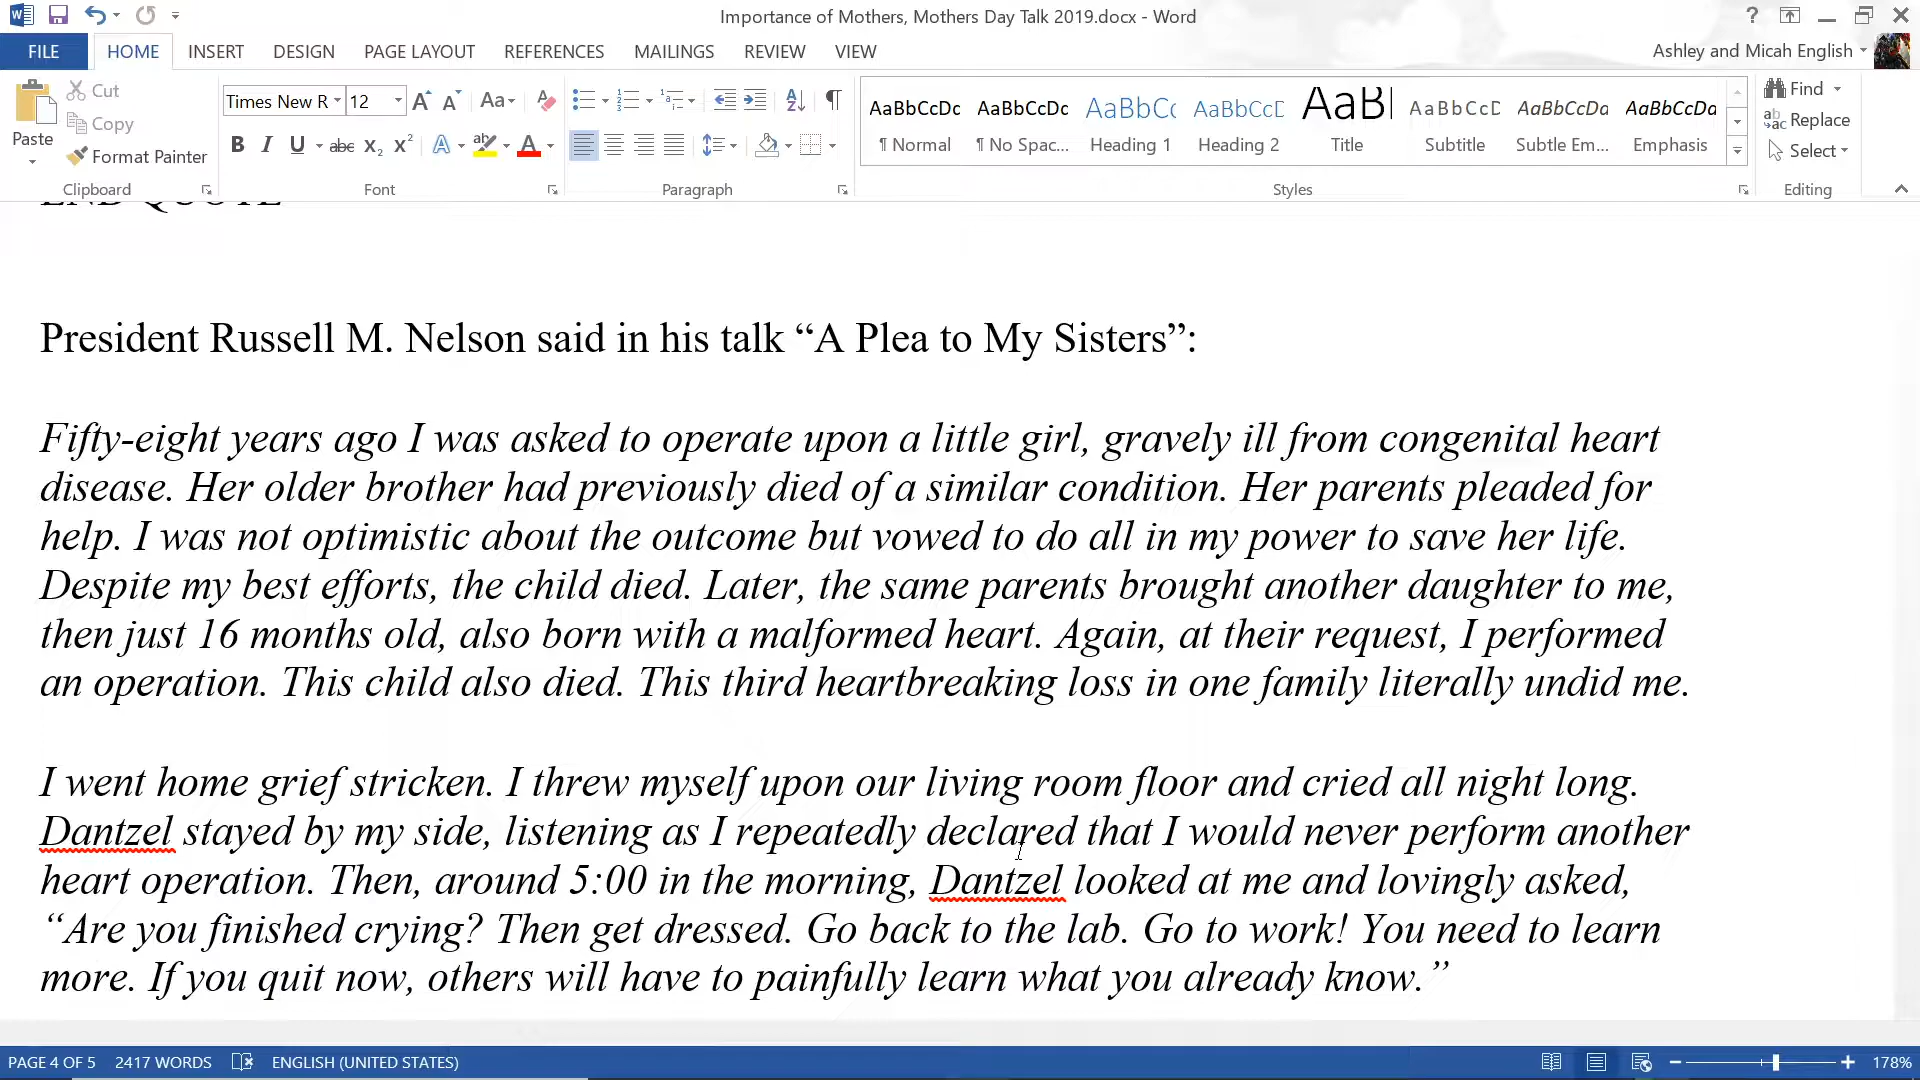 Importance of Mothers, Mothers Day Talk 2019.docx - Word
?
FILE HOME INSERT DESIGN PAGE LAYOUT REFERENCES MAILINGS REVIEW VIEW
Ashley and Micah English
Paste
Cut
Copy
Format Painter
Clipboard
Times New R 12
Font
Paragraph
AaBbCcDc AaBbCcDc AaBbCc AaBbCcD AaB AaBbCcD AaBbCcDa AaBbCcDa
¶ Normal ¶ No Spac... Heading 1 Heading 2 Title Subtitle Subtle Em... Emphasis
Styles
Find
Replace
Select
Editing
END QUOTE
President Russell M. Nelson said in his talk “A Plea to My Sisters”:
Fifty-eight years ago I was asked to operate upon a little girl, gravely ill from congenital heart
disease. Her older brother had previously died of a similar condition. Her parents pleaded for
help. I was not optimistic about the outcome but vowed to do all in my power to save her life.
Despite my best efforts, the child died. Later, the same parents brought another daughter to me,
then just 16 months old, also born with a malformed heart. Again, at their request, I performed
an operation. This child also died. This third heartbreaking loss in one family literally undid me.
I went home grief stricken. I threw myself upon our living room floor and cried all night long.
Dantzel stayed by my side, listening as I repeatedly declared that I would never perform another
heart operation. Then, around 5:00 in the morning, Dantzel looked at me and lovingly asked,
“Are you finished crying? Then get dressed. Go back to the lab. Go to work! You need to learn
more. If you quit now, others will have to painfully learn what you already know.”
PAGE 4 OF 5 2417 WORDS ENGLISH (UNITED STATES) 178%